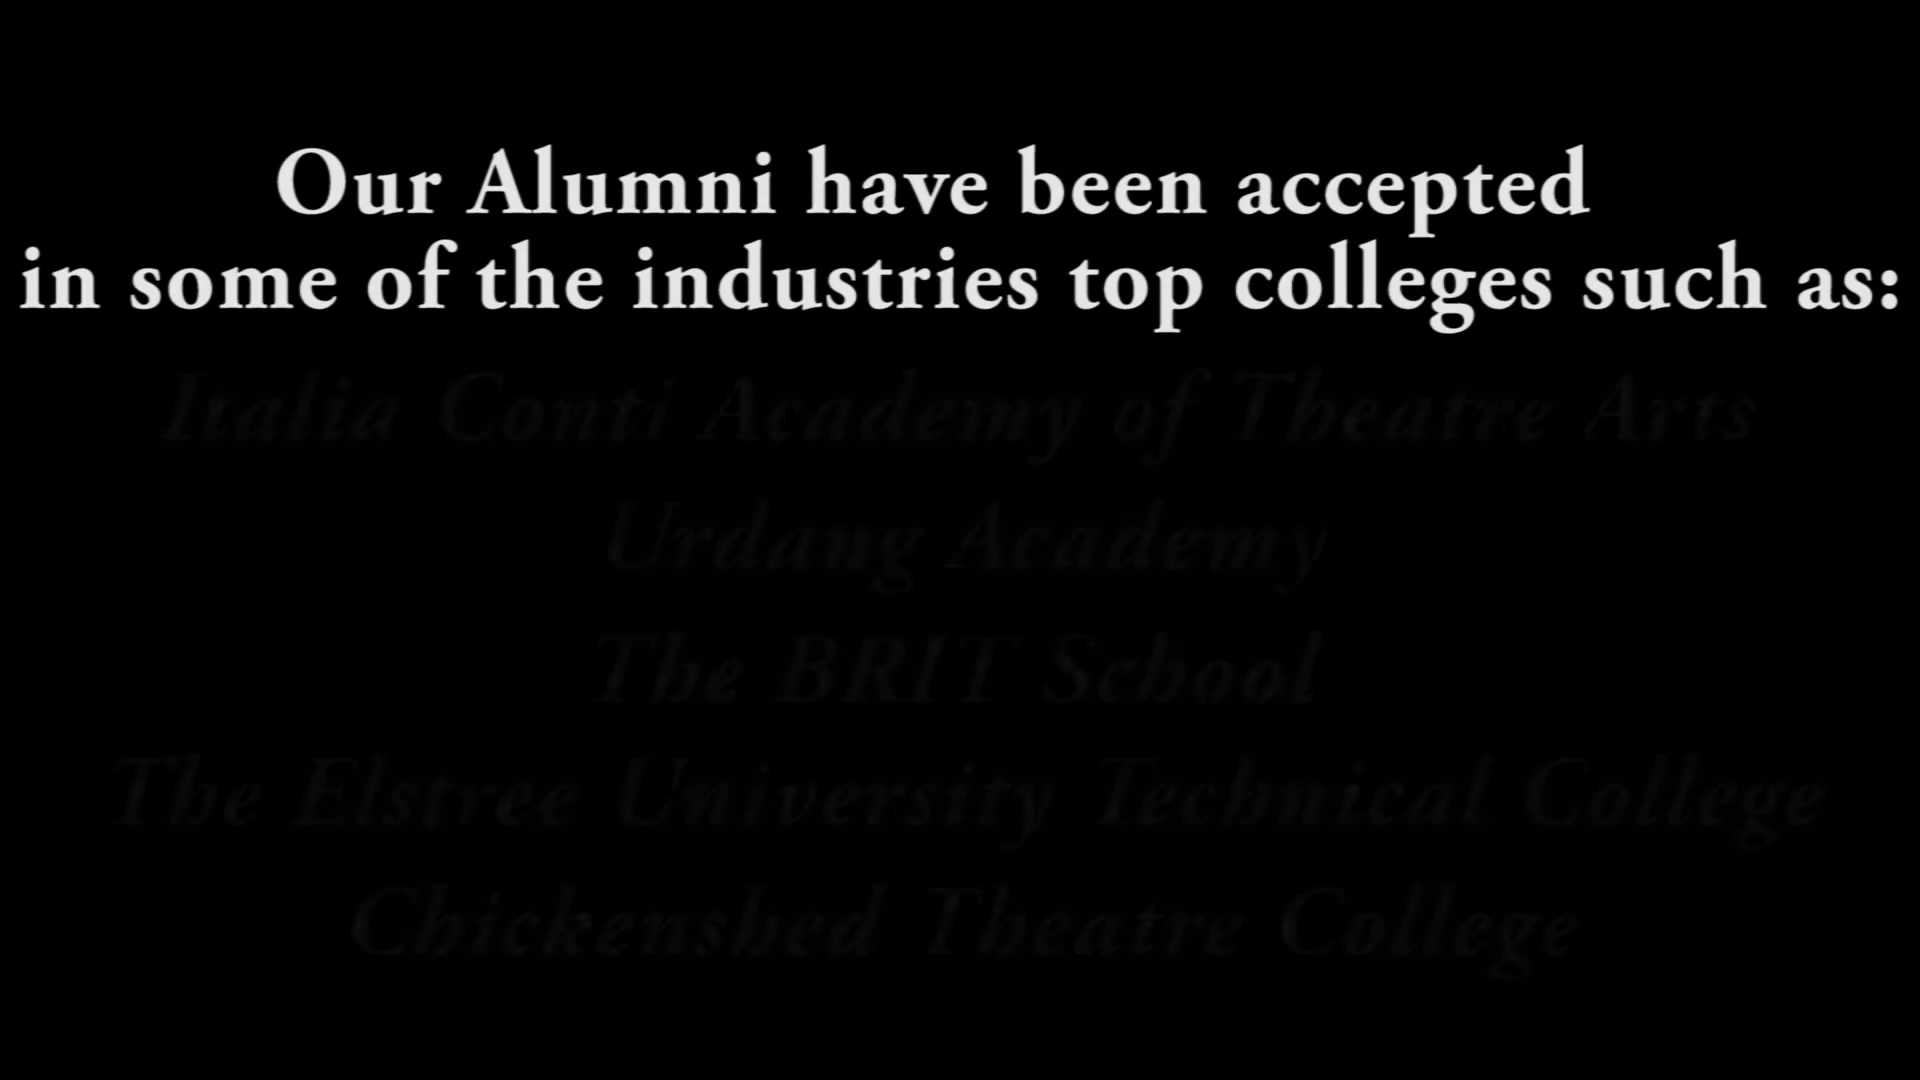 Our Alumni have been accepted
in some of the industries top colleges such as:
Italia Conti Academy of Theatre Arts
Urdang Academy
The BRIT School
The Elstree University Technical College
Chickenshed Theatre College